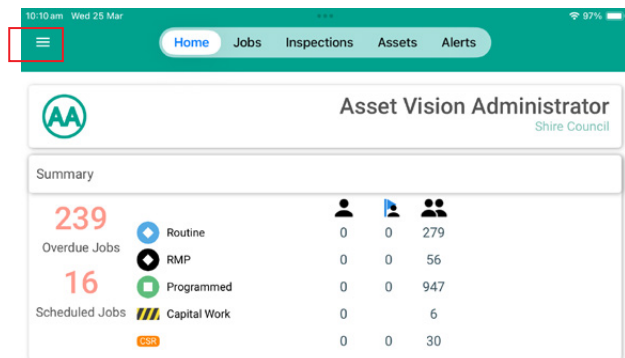 10:10 am Wed 25 Mar
97%
Home Jobs Inspections Assets Alerts
AA
Asset Vision Administrator
Shire Council
Summary
239
Overdue Jobs
16
Scheduled Jobs
Routine 0 0 279
RMP 0 0 56
Programmed 0 0 947
Capital Work 0 6
CSR 0 0 30